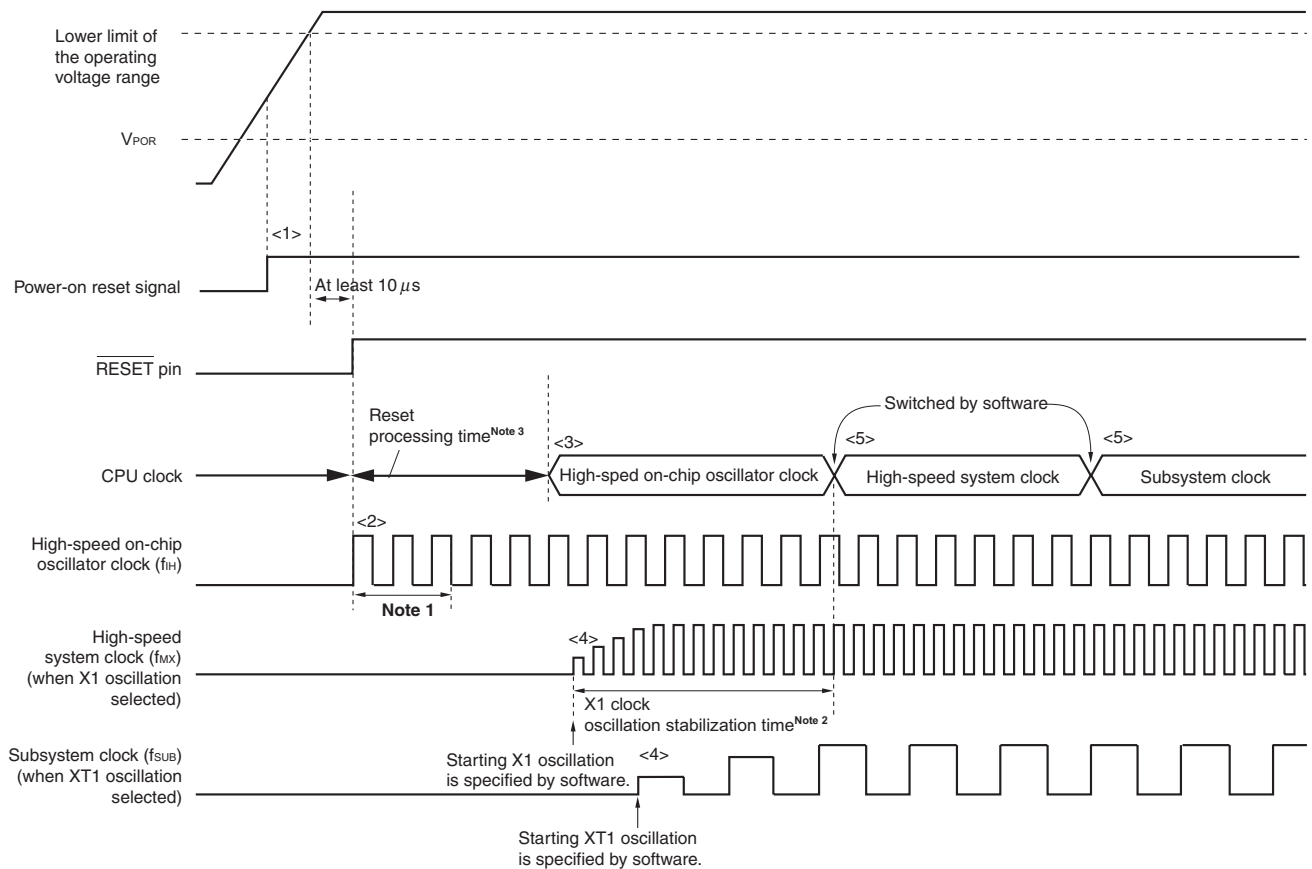 Lower limit of
the operating
voltage range
VPOR
<1>
Power-on reset signal
At least 10 μs
RESET pin
Reset
processing time Note 3
Switched by software
<3>
<5>
<5>
CPU clock
High-sped on-chip oscillator clock
High-speed system clock
Subsystem clock
<2>
High-speed on-chip
oscillator clock (fIH)
Note 1
High-speed
system clock (fMX)
(when X1 oscillation
selected)
<4>
X1 clock
oscillation stabilization time Note 2
Starting X1 oscillation
is specified by software.
Subsystem clock (fSUB)
(when XT1 oscillation
selected)
<4>
Starting XT1 oscillation
is specified by software.